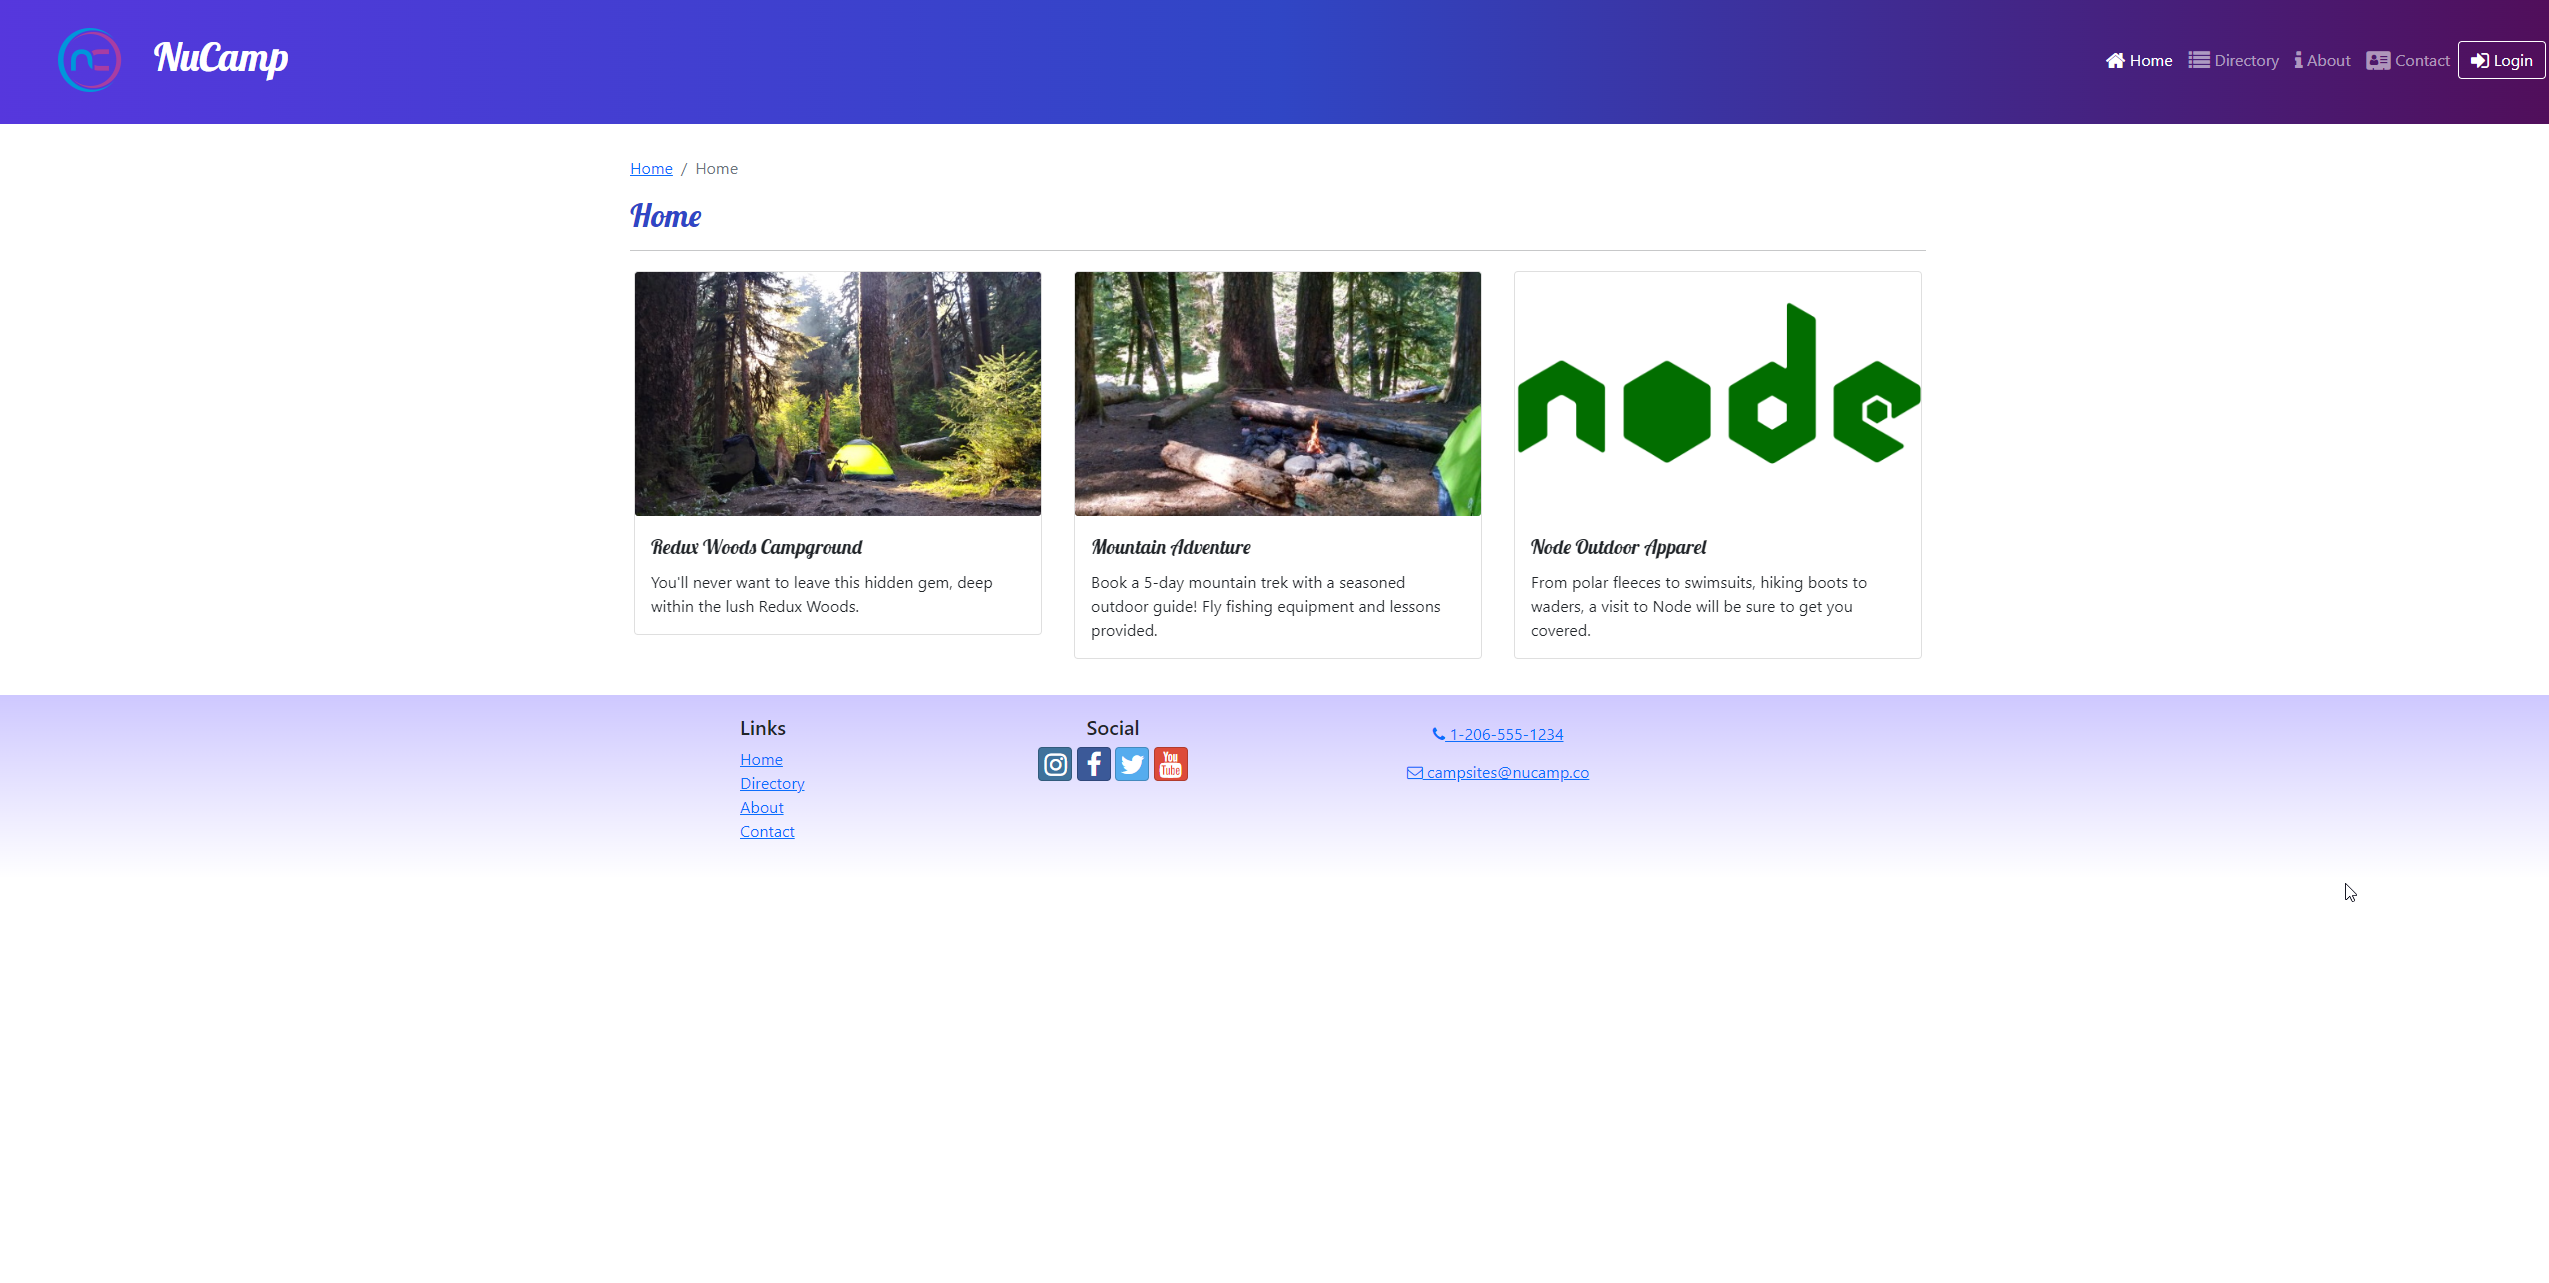 NuCamp
Home Directory About Contact Login
Home / Home
Home
node
Redux Woods Campground
You'll never want to leave this hidden gem, deep
within the lush Redux Woods.
Mountain Adventure
Book a 5-day mountain trek with a seasoned
outdoor guide! Fly fishing equipment and lessons
provided.
Node Outdoor Apparel
From polar fleeces to swimsuits, hiking boots to
waders, a visit to Node will be sure to get you
covered.
Links
Home
Directory
About
Contact
Social
You
Tube
1-206-555-1234
campsites@nucamp.co